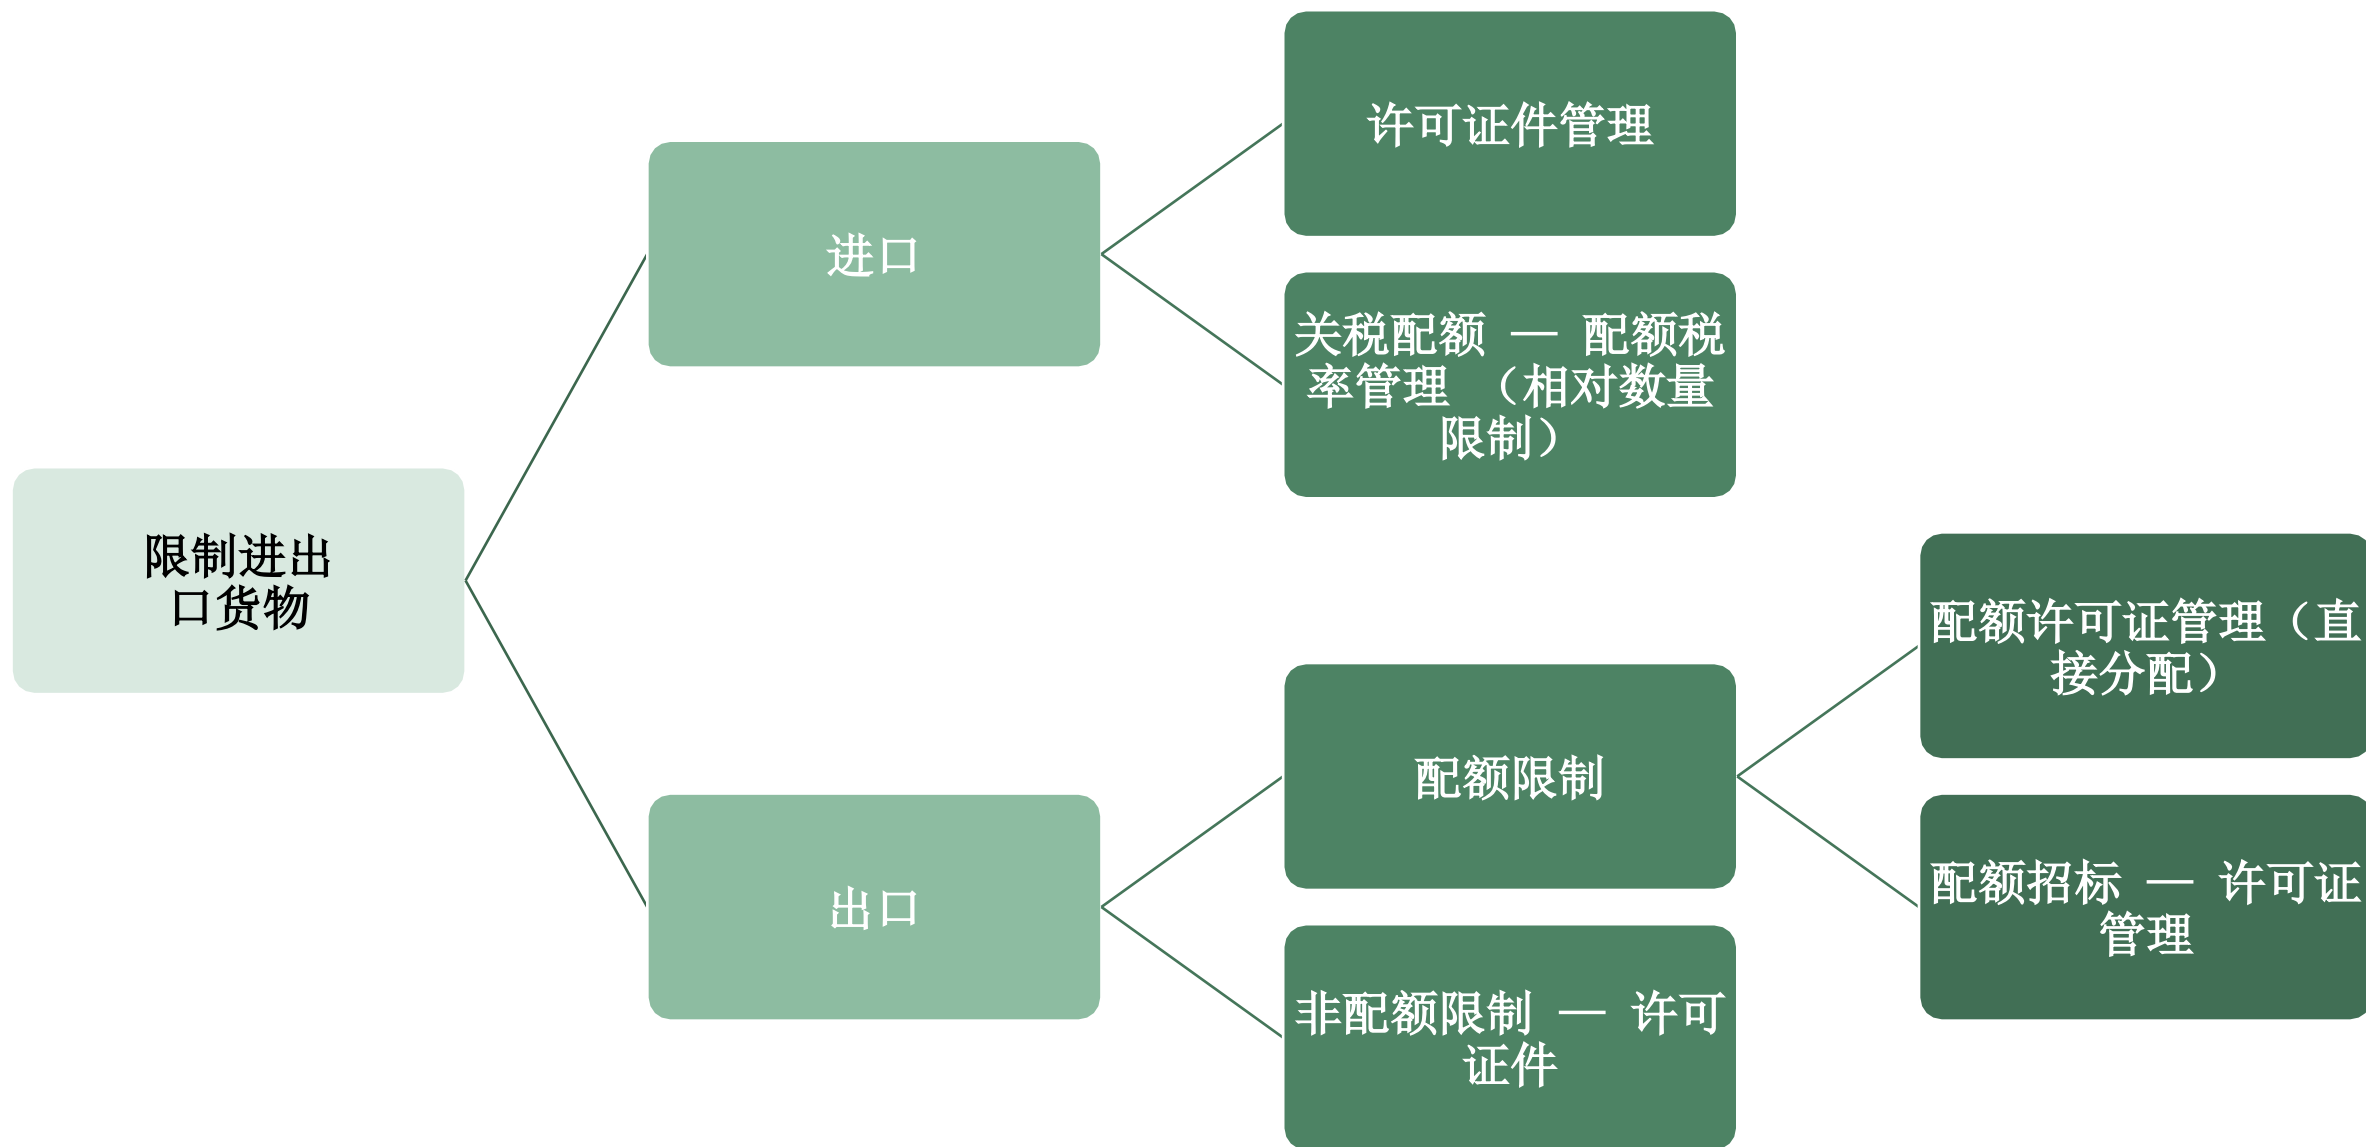 限制进出
口货物
进口
许可证件管理
关税配额 — 配额税
率管理 （相对数量
限制）
出口
配额限制
配额许可证管理（直
接分配）
配额招标 — 许可证
管理
非配额限制 — 许可
证件